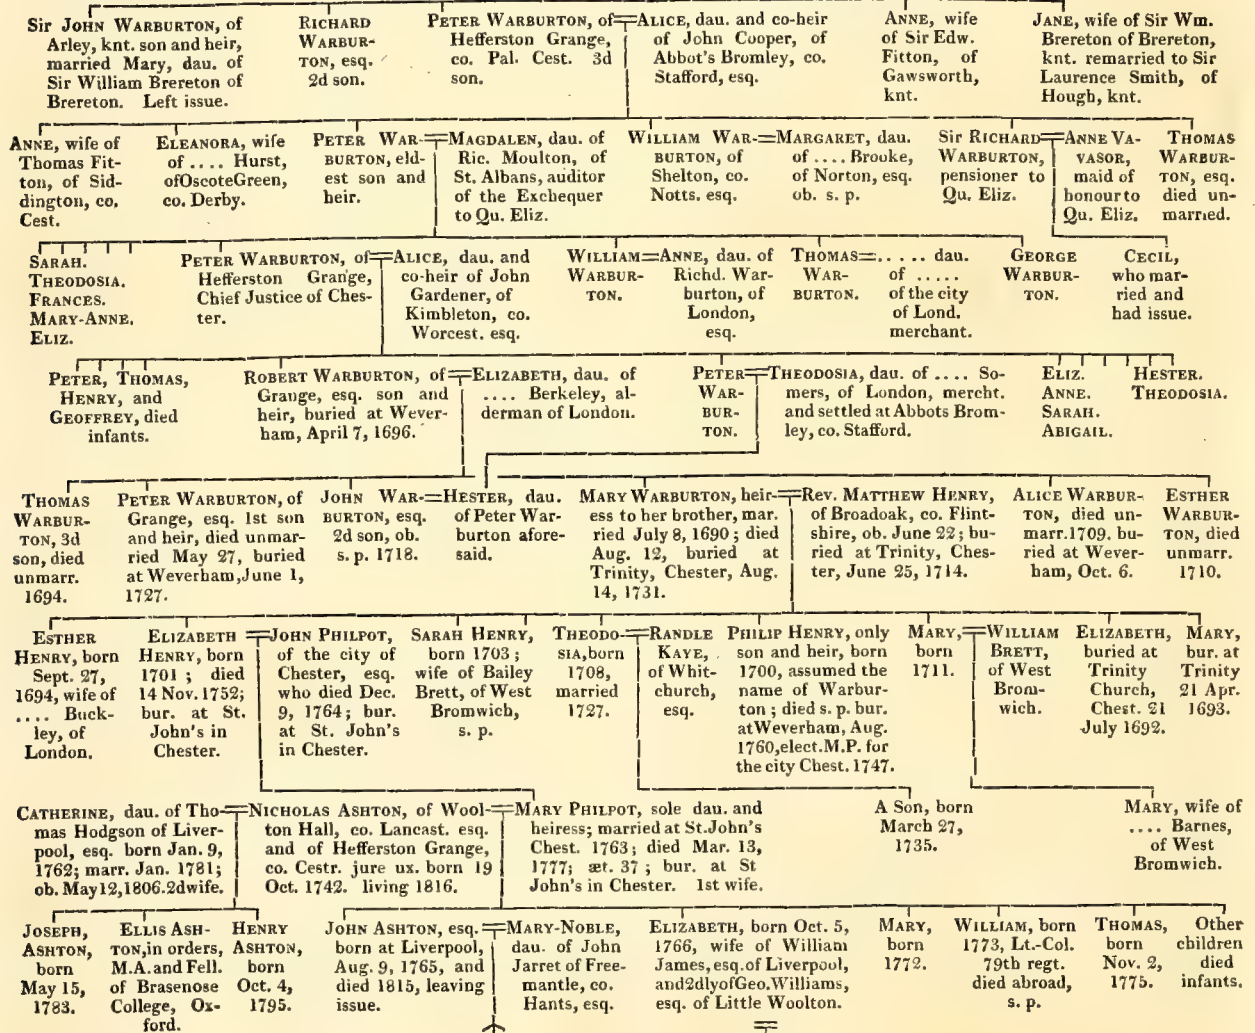 Sir JOHN WARBURTON, of
Arley, knt. son and heir,
married Mary, dau. of
Sir William Brereton of
Brereton. Left issue.
RICHARD
WARBUR-
TON, esq.
2d son.
PETER WARBURTON, of
Hefferston Grange,
co. Pal. Cest. 3d
son.
ALICE, dau. and co-heir
of John Cooper, of
Abbot's Bromley, co.
Stafford, esq.
ANNE, wife
of Sir Edw.
Fitton, of
Gawsworth,
knt.
JANE, wife of Sir Wm.
Brereton of Brereton,
knt. remarried to Sir
Laurence Smith, of
Hough, knt.
ANNE, wife of
Thomas Fit-
ton, of Sid-
dington, co.
Cest.
ELEANORA, wife
of .... Hurst,
ofOscoteGreen,
co. Derby.
PETER WAR-
BURTON, eld-
est son and
heir.
MAGDALEN, dau. of
Ric. Moulton, of
St. Albans, auditor
of the Exchequer
to Qu. Eliz.
WILLIAM WAR-
BURTON, of
Shelton, co.
Notts. esq.
MARGARET, dau.
of .... Brooke,
of Norton, esq.
ob. s. p.
Sir RICHARD
WARBURTON,
pensioner to
Qu. Eliz.
ANNE VA-
VASOR,
maid of
honour to
Qu. Eliz.
THOMAS
WARBUR-
TON, esq.
died un-
married.
SARAH.
THEODOSIA.
FRANCES.
MARY-ANNE.
ELIZ.
PETER WARBURTON, of
Hefferston Grange,
Chief Justice of Ches-
ter.
ALICE, dau. and
co-heir of John
Gardener, of
Kimbleton, co.
Worcest. esq.
WILLIAM
WARBUR-
TON.
ANNE, dau. of
Richd. War-
burton, of
London,
esq.
THOMAS
WAR-
BURTON.
..... dau.
of .....
of the city
of Lond.
merchant.
GEORGE
WARBUR-
TON.
CECIL,
who mar-
ried and
had issue.
PETER, THOMAS,
HENRY, and
GEOFFREY, died
infants.
ROBERT WARBURTON, of
Grange, esq. son and
heir, buried at Wever-
ham, April 7, 1696.
ELIZABETH, dau. of
.... Berkeley, al-
derman of London.
PETER
WAR-
BUR-
TON.
THEODOSIA, dau. of .... So-
mers, of London, mercht.
and settled at Abbots Brom-
ley, co. Stafford.
ELIZ.
ANNE.
SARAH.
ABIGAIL.
HESTER.
THEODOSIA.
THOMAS
WARBUR-
TON, 3d
son, died
unmarr.
1694.
PETER WARBURTON, of
Grange, esq. 1st son
and heir, died unmar-
ried May 27, buried
at Weverham,June 1,
1727.
JOHN WAR-
BURTON, esq.
2d son, ob.
s. p. 1718.
HESTER, dau.
of Peter War-
burton afore-
said.
MARY WARBURTON, heir-
ess to her brother, mar.
ried July 8, 1690; died
Aug. 12, buried at
Trinity, Chester, Aug.
14, 1731.
Rev. MATTHEW HENRY,
of Broadoak, co. Flint-
shire, ob. June 22; bu-
ried at Trinity, Ches-
ter, June 25, 1714.
ALICE WARBUR-
TON, died un-
marr.1709. bu-
ried at Wever-
ham, Oct. 6.
ESTHER
WARBUR-
TON, died
unmarr.
1710.
ESTHER
HENRY, born
Sept. 27,
1694, wife of
.... Buck-
ley, of
London.
ELIZABETH
HENRY, born
1701; died
14 Nov. 1752;
bur. at St.
John's in
Chester.
JOHN PHILPOT,
of the city of
Chester, esq.
who died Dec.
9, 1764; bur.
at St. John's
in Chester.
SARAH HENRY,
born 1703;
wife of Bailey
Brett, of West
Bromwich,
s. p.
THEODO-
SIA,born
1708,
married
1727.
RANDLE
KAYE,
of Whit-
church,
esq.
PHILIP HENRY, only
son and heir, born
1700, assumed the
name of Warbur-
ton; died s. p. bur.
atWeverham, Aug.
1760,elect.M.P. for
the city Chest. 1747.
MARY,
born
1711.
WILLIAM
BRETT,
of West
Brom-
wich.
ELIZABETH,
buried at
Trinity
Church,
Chest. 21
July 1692.
MARY,
bur. at
Trinity
21 Apr.
1693.
CATHERINE, dau. of Tho-
mas Hodgson of Liver-
pool, esq. born Jan. 9,
1762; marr. Jan. 1781;
ob. May12,1806.2dwife.
NICHOLAS ASHTON, of Wool-
ton Hall, co. Lancast. esq.
and of Hefferston Grange,
co. Cestr. jure ux. born 19
Oct. 1742. living 1816.
MARY PHILPOT, sole dau. and
heiress; married at St.John's
Chest. 1763; died Mar. 13,
1777; æt. 37; bur. at St
John's in Chester. 1st wife.
A Son, born
March 27,
1735.
MARY, wife of
.... Barnes,
of West
Bromwich.
JOSEPH,
ASHTON,
born
May 15,
1783.
ELLIS ASH-
TON,in orders,
M.A. and Fell.
of Brasenose
College, Ox-
ford.
HENRY
ASHTON,
born
Oct. 4,
1795.
JOHN ASHTON, esq.
born at Liverpool,
Aug. 9, 1765, and
died 1815, leaving
issue.
MARY-NOBLE,
dau. of John
Jarret of Free-
mantle, co.
Hants, esq.
ELIZABETH, born Oct. 5,
1766, wife of William
James, esq. of Liverpool,
and2dlyofGeo.Williams,
esq. of Little Woolton.
MARY,
born
1772.
WILLIAM, born
1773, Lt.-Col.
79th regt.
died abroad,
s. p.
THOMAS,
born
Nov. 2,
1775.
Other
children
died
infants.